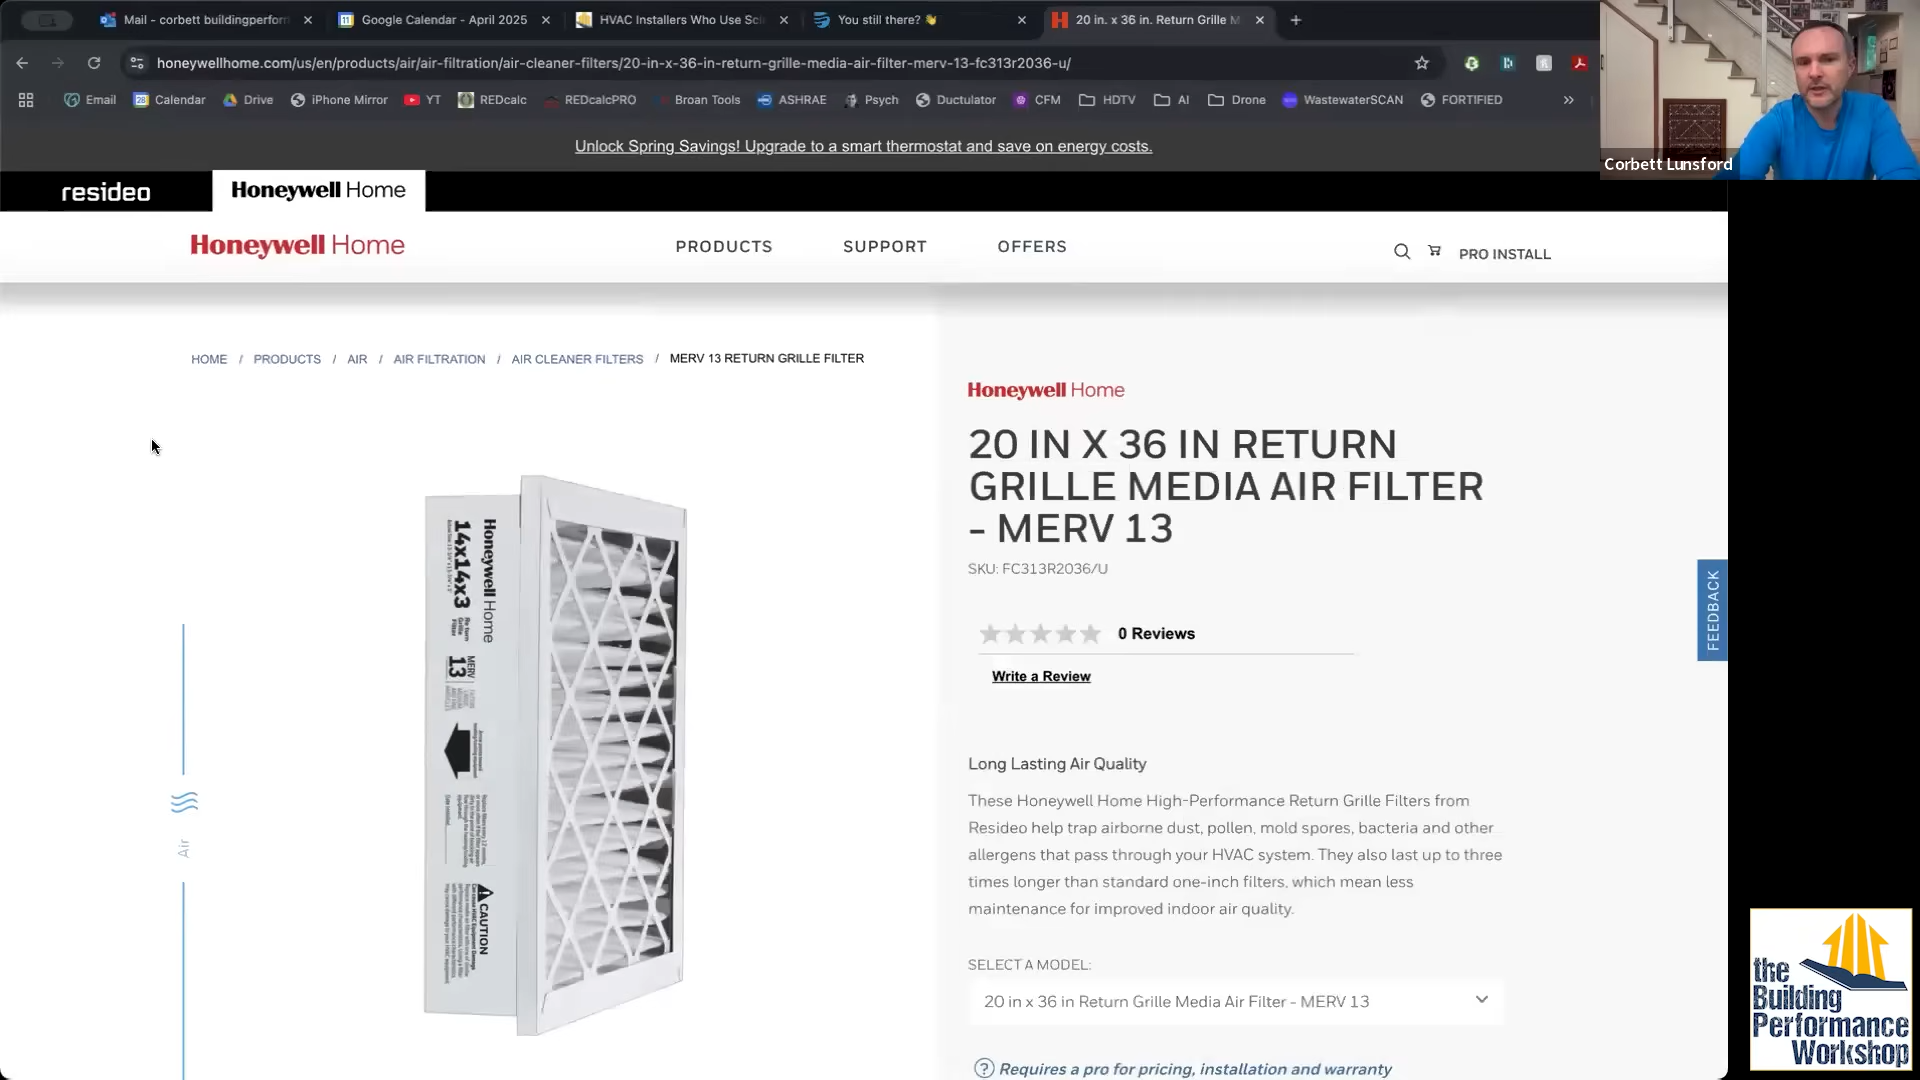 Mail - corbett buildingperfor
Google Calendar - April 2025
HVAC Installers Who Use Sci
You still there? 👋
20 in. x 36 in. Return Grille M
honeywellhome.com/us/en/products/air/air-filtration/air-cleaner-filters/20-in-x-36-in-return-grille-media-air-filter-merv-13-fc313r2036-u/
Email
Calendar
Drive
iPhone Mirror
YT
REDcalc
REDcalcPRO
Broan Tools
ASHRAE
Psych
Ductulator
CFM
HDTV
AI
Drone
WastewaterSCAN
FORTIFIED
»
Corbett Lunsford
Unlock Spring Savings! Upgrade to a smart thermostat and save on energy costs.
resideo
Honeywell Home
Honeywell Home
PRODUCTS
SUPPORT
OFFERS
PRO INSTALL
HOME / PRODUCTS / AIR / AIR FILTRATION / AIR CLEANER FILTERS / MERV 13 RETURN GRILLE FILTER
Honeywell Home
20 IN X 36 IN RETURN
GRILLE MEDIA AIR FILTER
- MERV 13
SKU: FC313R2036/U
0 Reviews
Write a Review
FEEDBACK
Honeywell Home
14x14x3
Return
Grille
Filter
MERV
13
CAUTION
Air
Long Lasting Air Quality
These Honeywell Home High-Performance Return Grille Filters from
Resideo help trap airborne dust, pollen, mold spores, bacteria and other
allergens that pass through your HVAC system. They also last up to three
times longer than standard one-inch filters, which mean less
maintenance for improved indoor air quality.
SELECT A MODEL:
20 in x 36 in Return Grille Media Air Filter - MERV 13
Requires a pro for pricing, installation and warranty
the
Building
Performance
Workshop